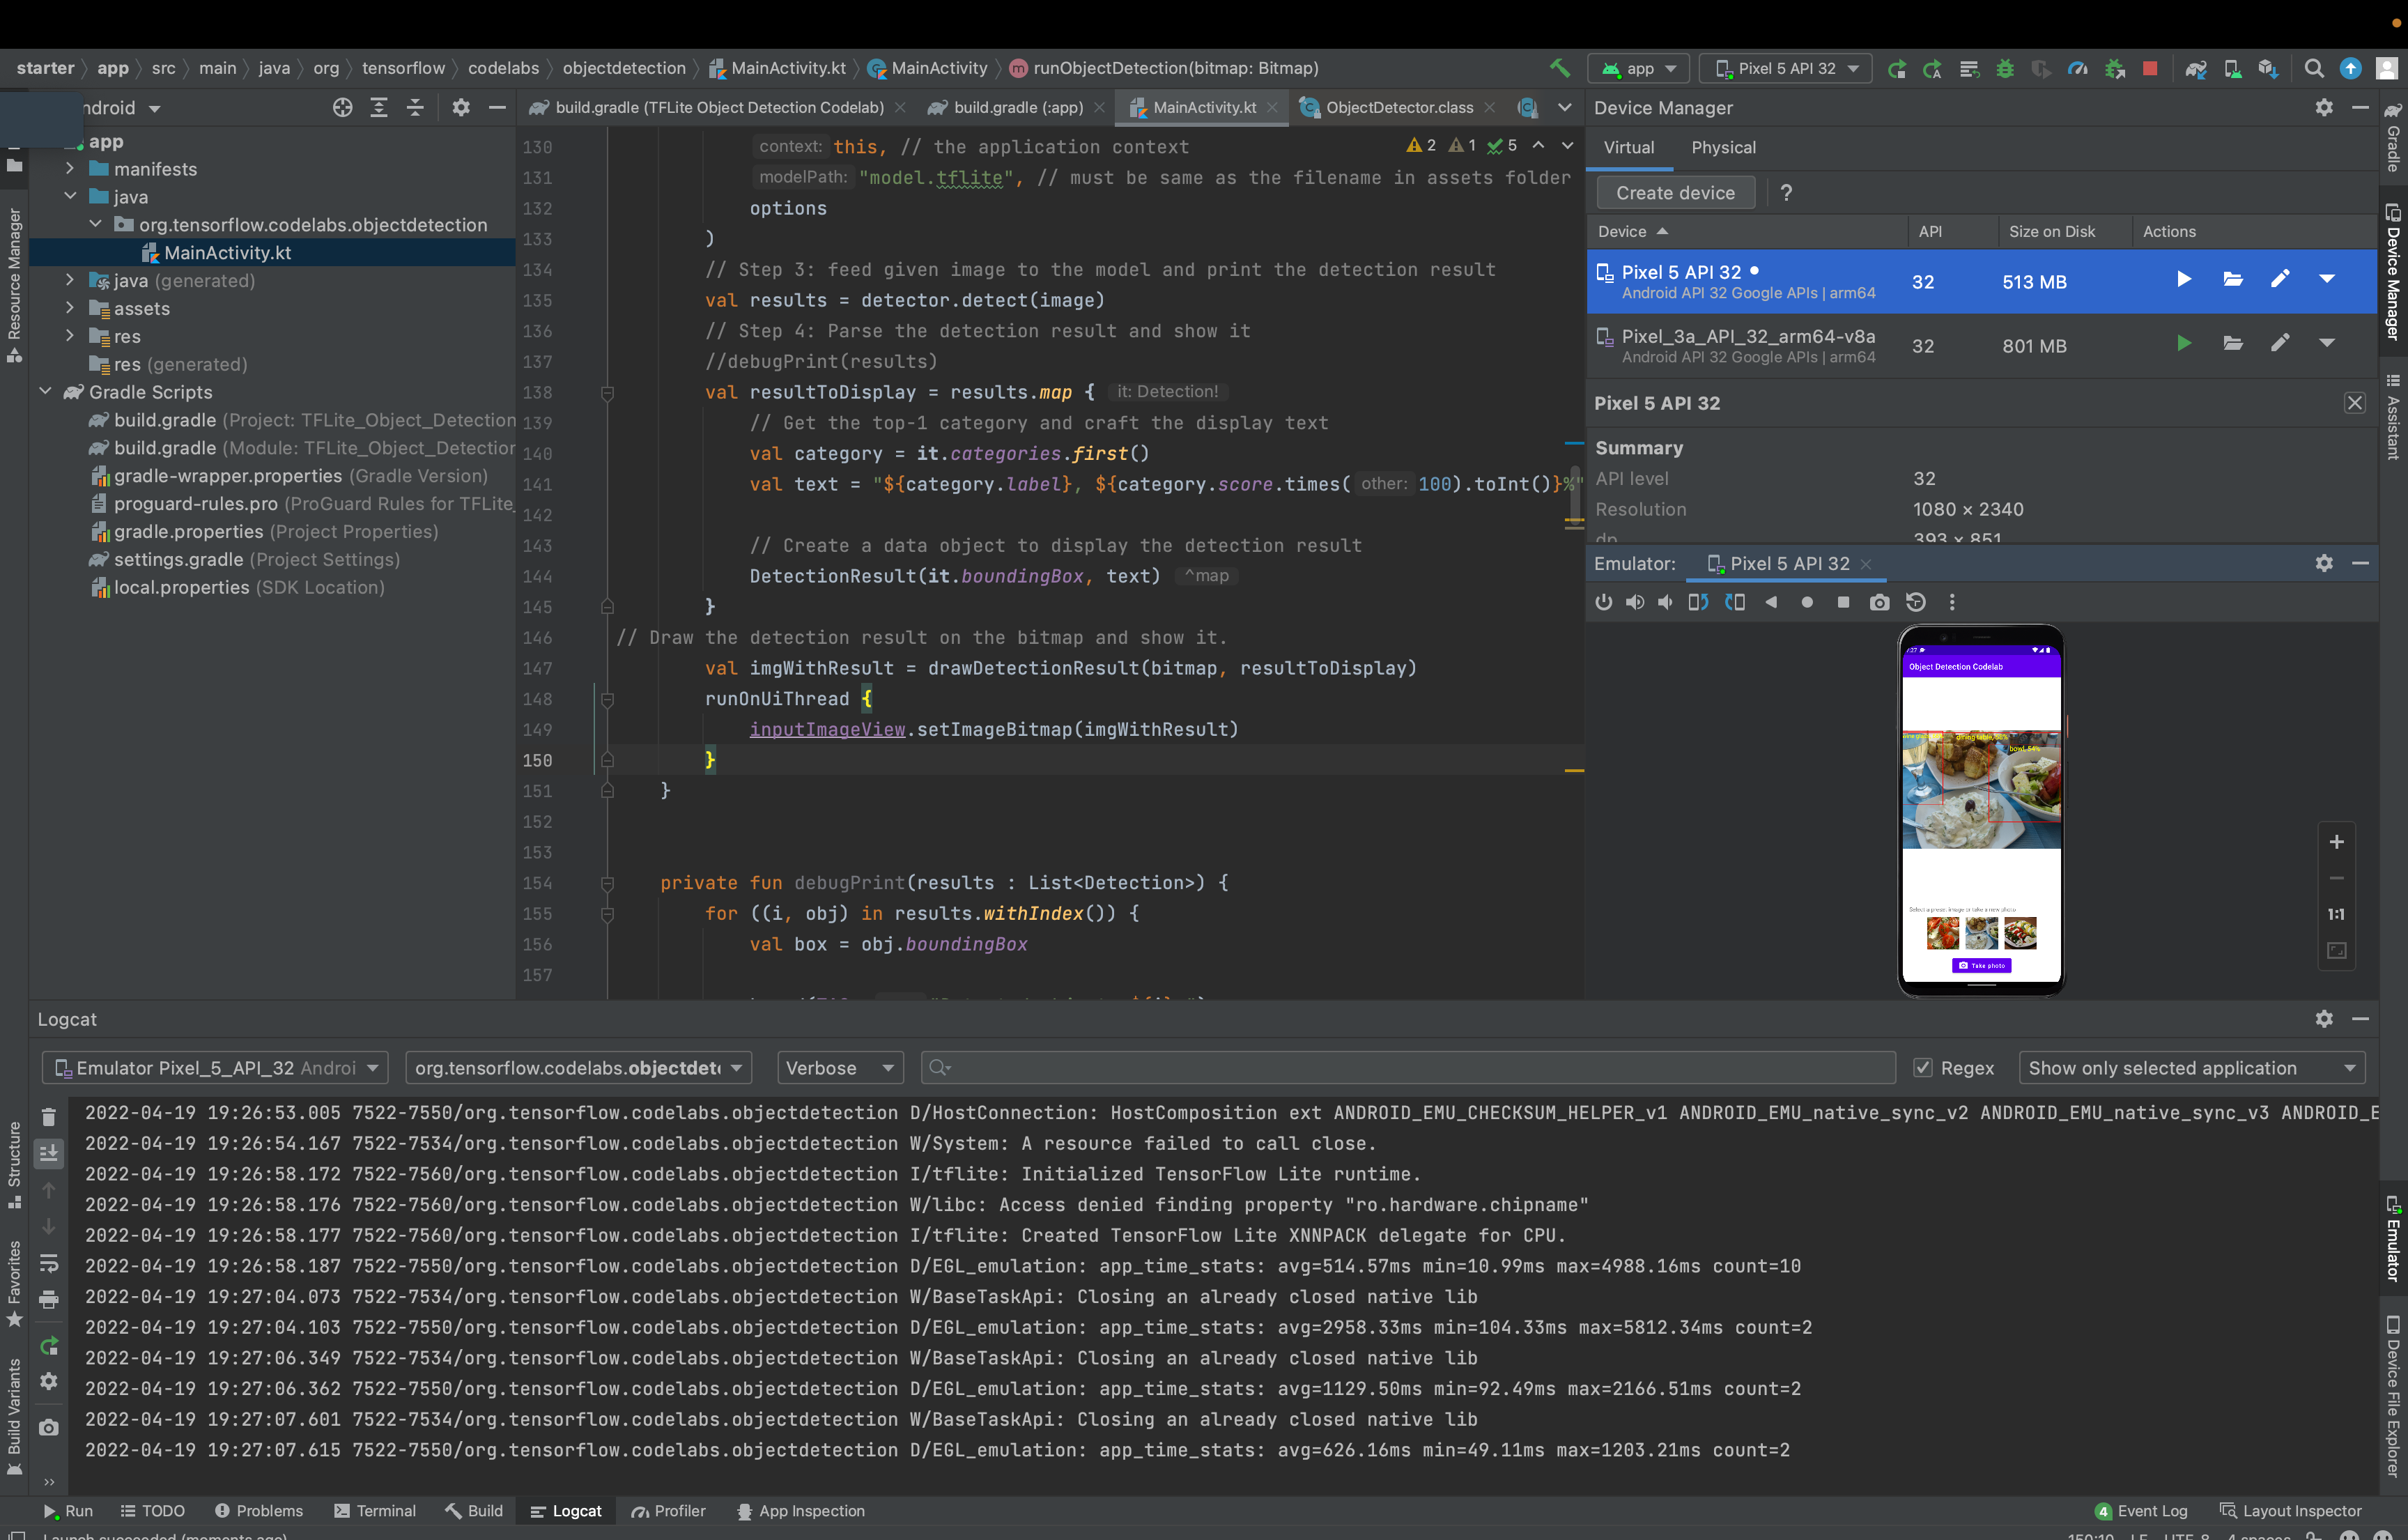 starter app src main java org tensorflow codelabs objectdetection MainActivity.kt MainActivity runObjectDetection(bitmap: Bitmap) app Pixel 5 API 32
ndroid
app
manifests
java
org.tensorflow.codelabs.objectdetection
MainActivity.kt
java (generated)
assets
res
res (generated)
Gradle Scripts
build.gradle (Project: TFLite_Object_Detection
build.gradle (Module: TFLite_Object_Detection
gradle-wrapper.properties (Gradle Version)
proguard-rules.pro (ProGuard Rules for TFLite_
gradle.properties (Project Properties)
settings.gradle (Project Settings)
local.properties (SDK Location)
Resource Manager
Structure
Favorites
Build Variants
build.gradle (TFLite Object Detection Codelab) build.gradle (:app) MainActivity.kt ObjectDetector.class
2 1 5
130 context: this, // the application context
131 modelPath: "model.tflite", // must be same as the filename in assets folder
132 options
133 )
134 // Step 3: feed given image to the model and print the detection result
135 val results = detector.detect(image)
136 // Step 4: Parse the detection result and show it
137 //debugPrint(results)
138 val resultToDisplay = results.map { it: Detection!
139 // Get the top-1 category and craft the display text
140 val category = it.categories.first()
141 val text = "${category.label}, ${category.score.times( other: 100).toInt()}%"
142
143 // Create a data object to display the detection result
144 DetectionResult(it.boundingBox, text) ^map
145 }
146 // Draw the detection result on the bitmap and show it.
147 val imgWithResult = drawDetectionResult(bitmap, resultToDisplay)
148 runOnUiThread {
149 inputImageView.setImageBitmap(imgWithResult)
150 }
151 }
152
153
154 private fun debugPrint(results : List<Detection>) {
155 for ((i, obj) in results.withIndex()) {
156 val box = obj.boundingBox
157
Device Manager
Virtual Physical
Create device ?
Device API Size on Disk Actions
Pixel 5 API 32 32 513 MB
Android API 32 Google APIs | arm64
Pixel_3a_API_32_arm64-v8a 32 801 MB
Android API 32 Google APIs | arm64
Pixel 5 API 32
Summary
API level 32
Resolution 1080 × 2340
dp 393 × 851
Emulator: Pixel 5 API 32
Object Detection Codelab
bowl, 54%
Select a preset image or take a new photo
Take photo
1:1
Gradle
Device Manager
Assistant
Emulator
Device File Explorer
Logcat
Emulator Pixel_5_API_32 Androi org.tensorflow.codelabs.objectdet Verbose Regex Show only selected application
2022-04-19 19:26:53.005 7522-7550/org.tensorflow.codelabs.objectdetection D/HostConnection: HostComposition ext ANDROID_EMU_CHECKSUM_HELPER_v1 ANDROID_EMU_native_sync_v2 ANDROID_EMU_native_sync_v3 ANDROID_E
2022-04-19 19:26:54.167 7522-7534/org.tensorflow.codelabs.objectdetection W/System: A resource failed to call close.
2022-04-19 19:26:58.172 7522-7560/org.tensorflow.codelabs.objectdetection I/tflite: Initialized TensorFlow Lite runtime.
2022-04-19 19:26:58.176 7522-7560/org.tensorflow.codelabs.objectdetection W/libc: Access denied finding property "ro.hardware.chipname"
2022-04-19 19:26:58.177 7522-7560/org.tensorflow.codelabs.objectdetection I/tflite: Created TensorFlow Lite XNNPACK delegate for CPU.
2022-04-19 19:26:58.187 7522-7550/org.tensorflow.codelabs.objectdetection D/EGL_emulation: app_time_stats: avg=514.57ms min=10.99ms max=4988.16ms count=10
2022-04-19 19:27:04.073 7522-7534/org.tensorflow.codelabs.objectdetection W/BaseTaskApi: Closing an already closed native lib
2022-04-19 19:27:04.103 7522-7550/org.tensorflow.codelabs.objectdetection D/EGL_emulation: app_time_stats: avg=2958.33ms min=104.33ms max=5812.34ms count=2
2022-04-19 19:27:06.349 7522-7534/org.tensorflow.codelabs.objectdetection W/BaseTaskApi: Closing an already closed native lib
2022-04-19 19:27:06.362 7522-7550/org.tensorflow.codelabs.objectdetection D/EGL_emulation: app_time_stats: avg=1129.50ms min=92.49ms max=2166.51ms count=2
2022-04-19 19:27:07.601 7522-7534/org.tensorflow.codelabs.objectdetection W/BaseTaskApi: Closing an already closed native lib
2022-04-19 19:27:07.615 7522-7550/org.tensorflow.codelabs.objectdetection D/EGL_emulation: app_time_stats: avg=626.16ms min=49.11ms max=1203.21ms count=2
Run TODO Problems Terminal Build Logcat Profiler App Inspection 4 Event Log Layout Inspector
Launch succeeded (moments ago) 150:10 LF UTF-8 4 spaces